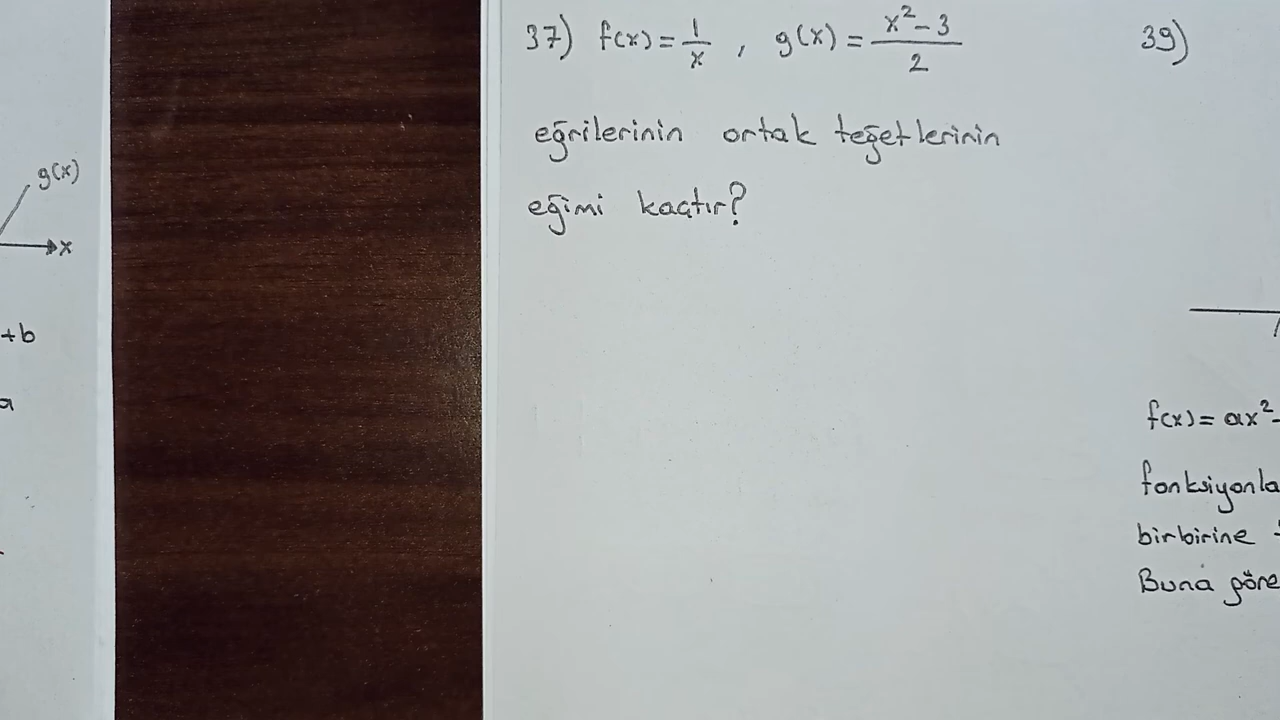 g(x)
x
+b
a
37) f(x) = 1/x , g(x) = x²-3/2
eğrilerinin ortak teğetlerinin
eğimi kaçtır?
39)
f(x) = ax²-
fonksiyonla
birbirine
Buna göre